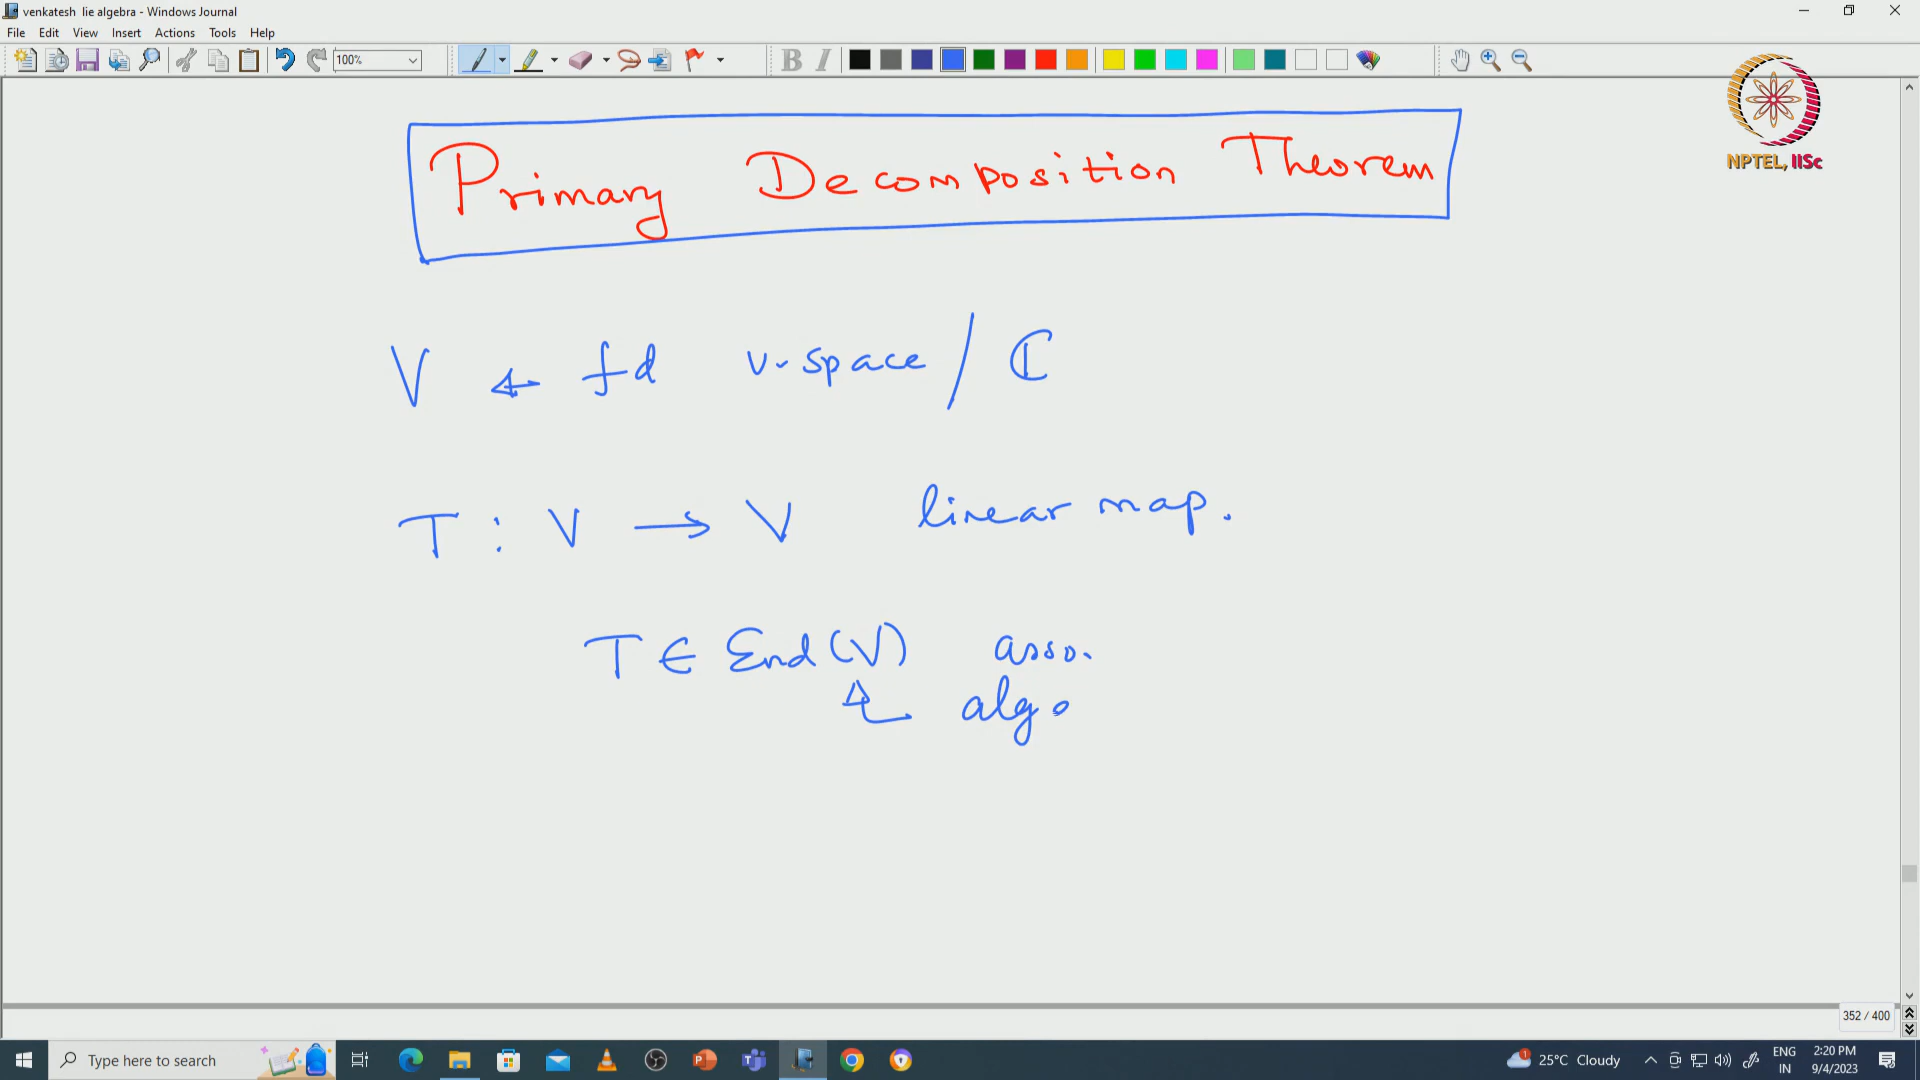 venkatesh lie algebra - Windows Journal
File Edit View Insert Actions Tools Help
100%
B I
NPTEL, IISc
Primary Decomposition Theorem
V ← fd v. space / ℂ
T : V → V linear map.
T ∈ End (V) asso.
alg.
352 / 400
Type here to search
25°C Cloudy
ENG
IN
2:20 PM
9/4/2023